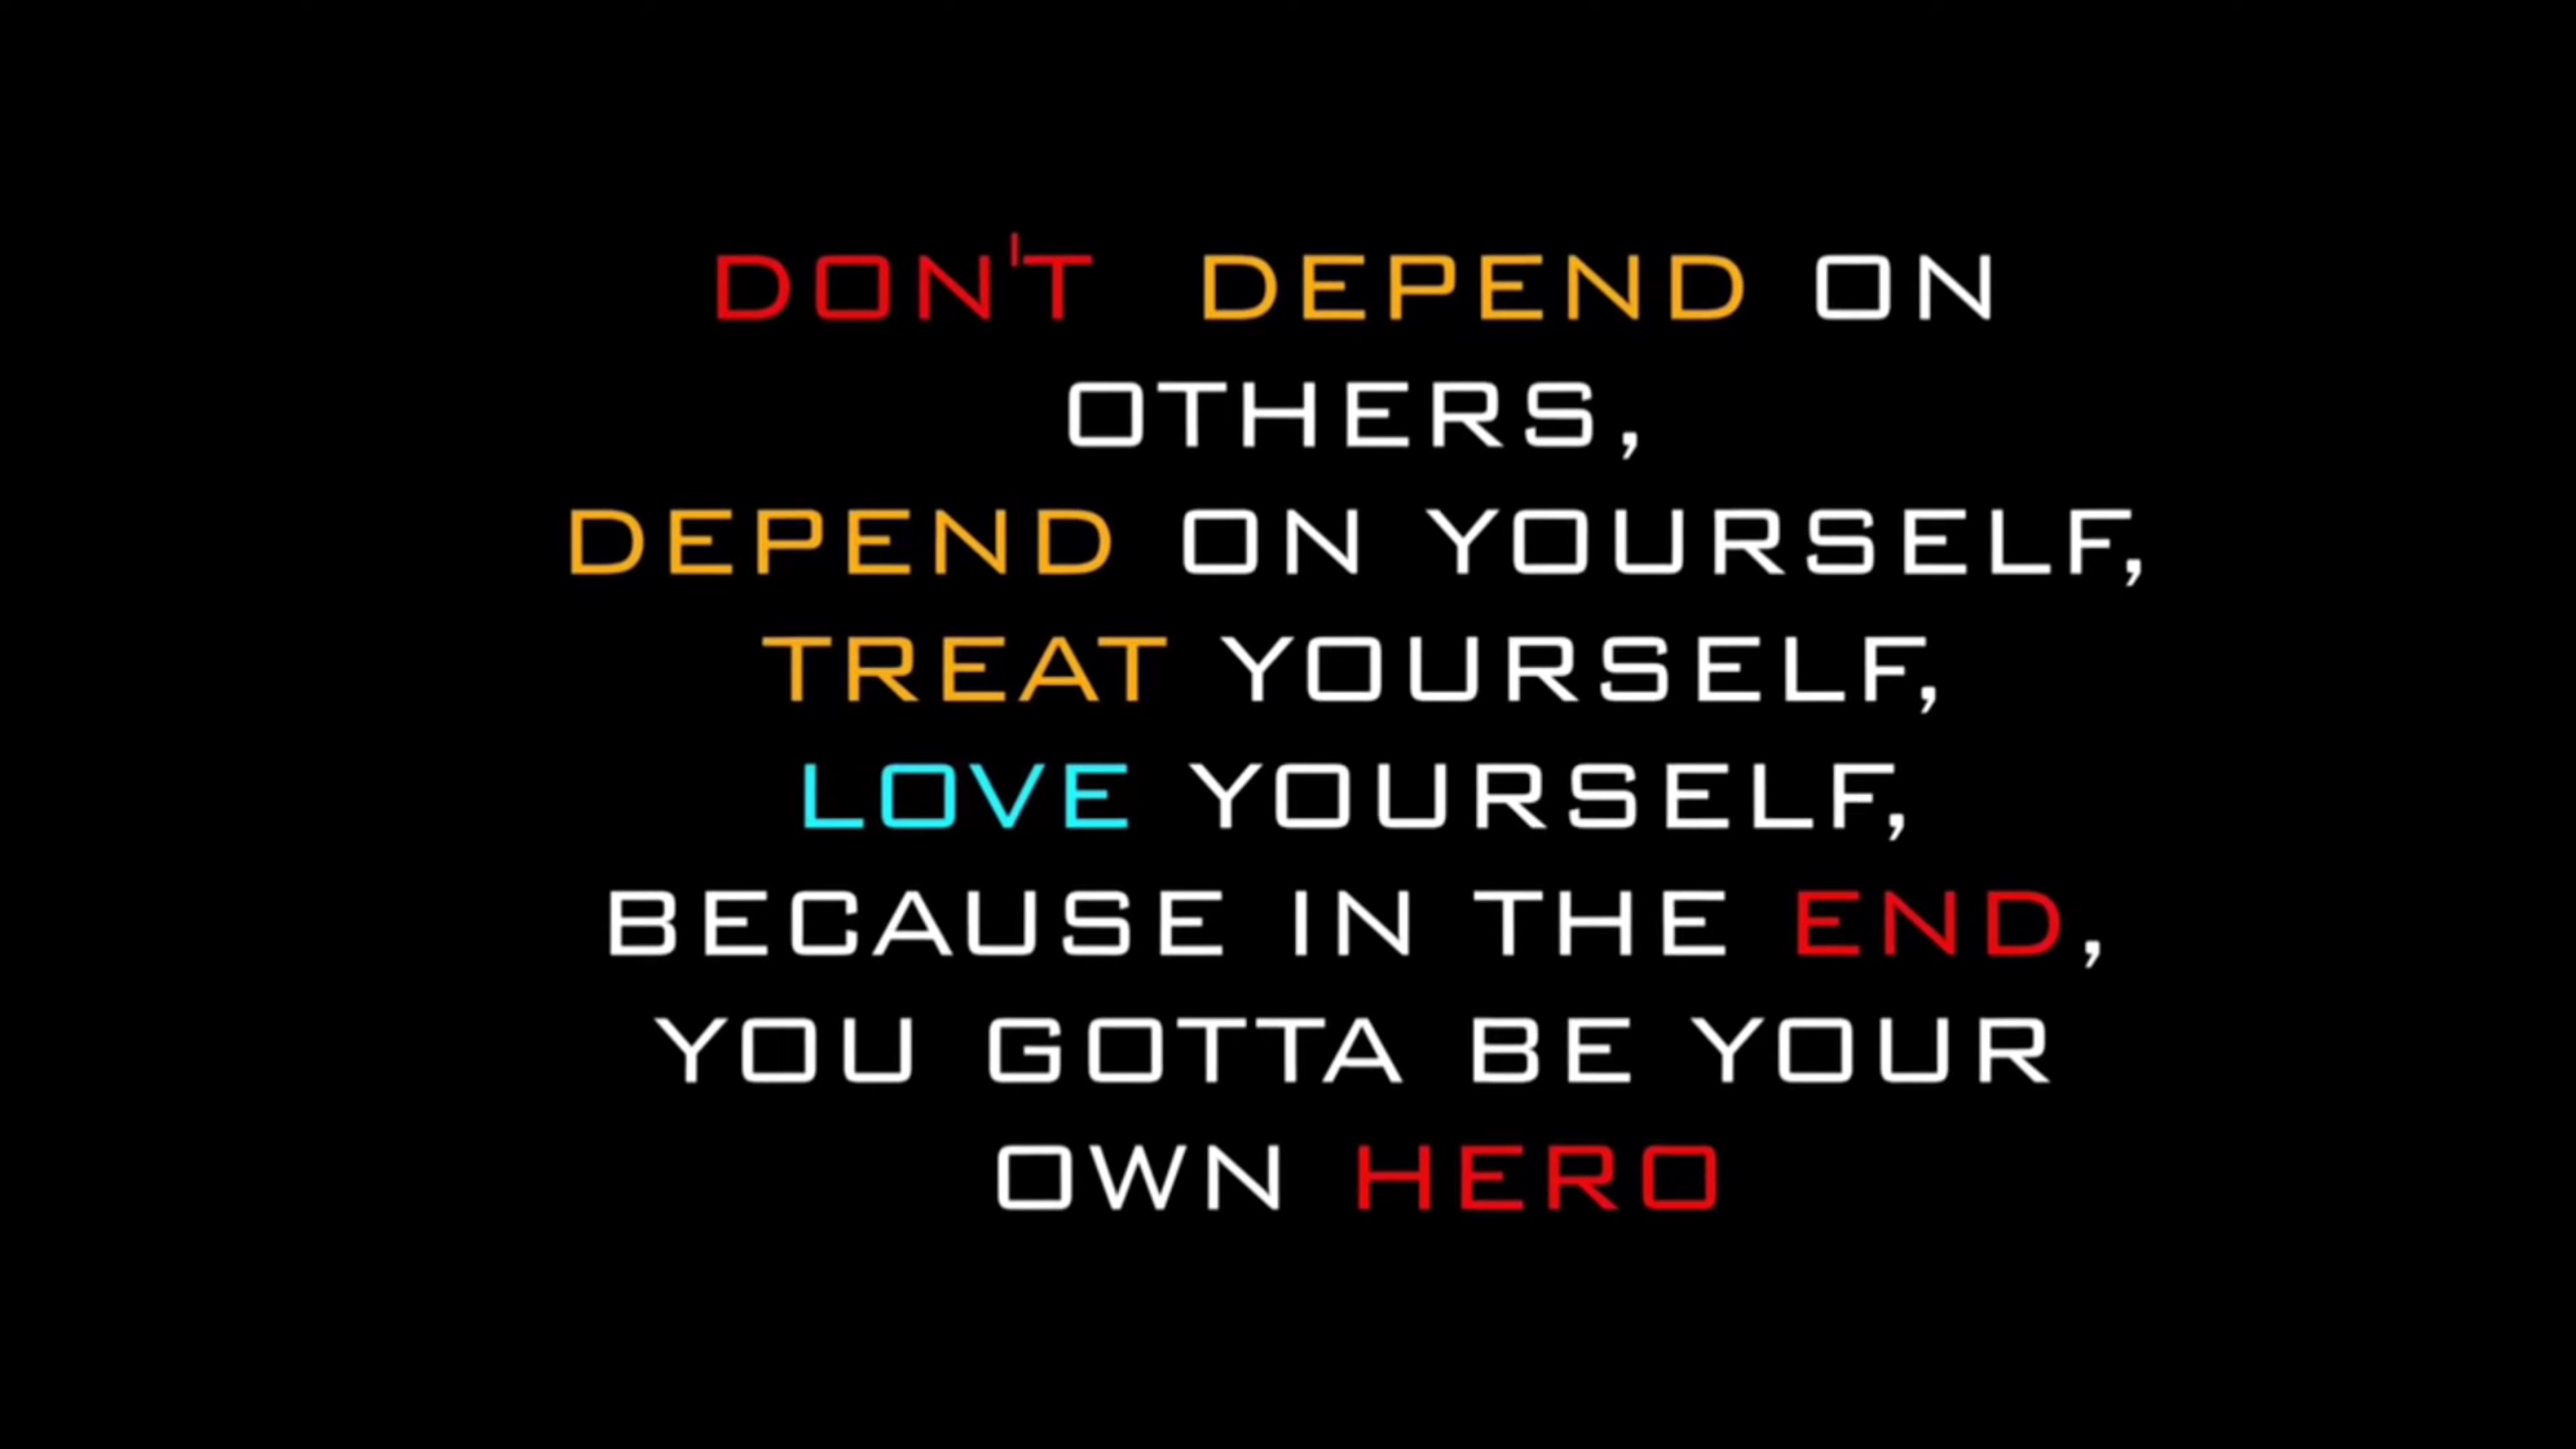 DON'T DEPEND ON
OTHERS,
DEPEND ON YOURSELF,
TREAT YOURSELF,
LOVE YOURSELF,
BECAUSE IN THE END,
YOU GOTTA BE YOUR
OWN HERO